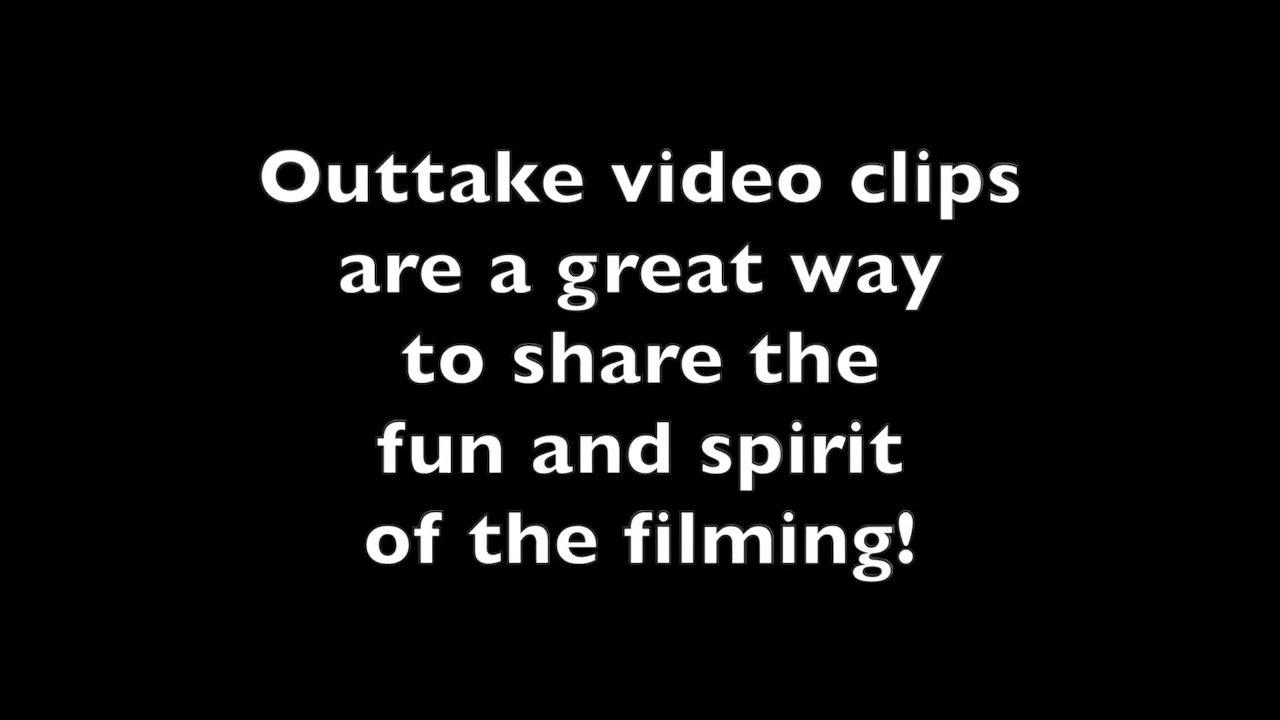 Outtake video clips
are a great way
to share the
fun and spirit
of the filming!